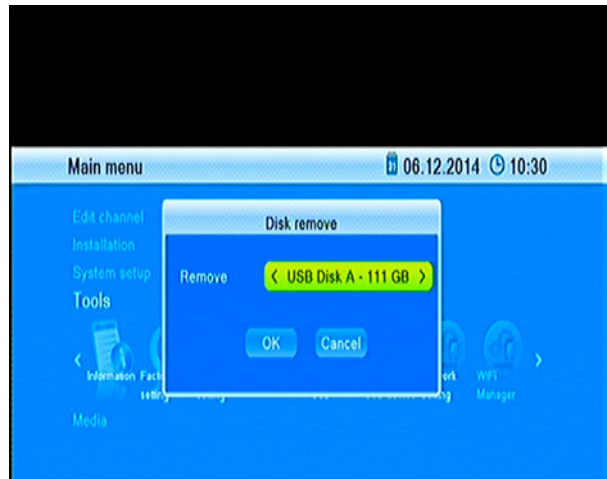 Main menu
06.12.2014 10:30
Edit channel
Installation
System setup
Tools
Disk remove
Remove
USB Disk A - 111 GB
OK Cancel
Information
WiFi
Manager
Media